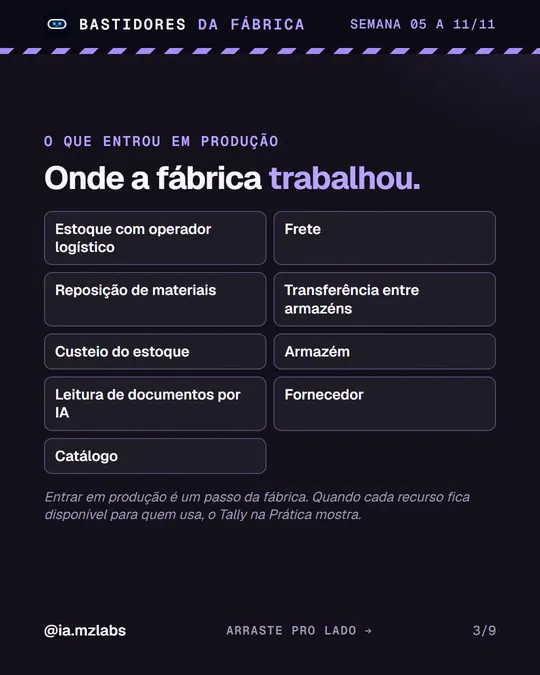 BASTIDORES DA FÁBRICA
SEMANA 05 A 11/11
O QUE ENTROU EM PRODUÇÃO
Onde a fábrica trabalhou.
Estoque com operador
logístico
Frete
Reposição de materiais
Transferência entre
armazéns
Custeio do estoque
Armazém
Leitura de documentos por
IA
Fornecedor
Catálogo
Entrar em produção é um passo da fábrica. Quando cada recurso fica
disponível para quem usa, o Tally na Prática mostra.
@ia.mzlabs
ARRASTE PRO LADO →
3/9